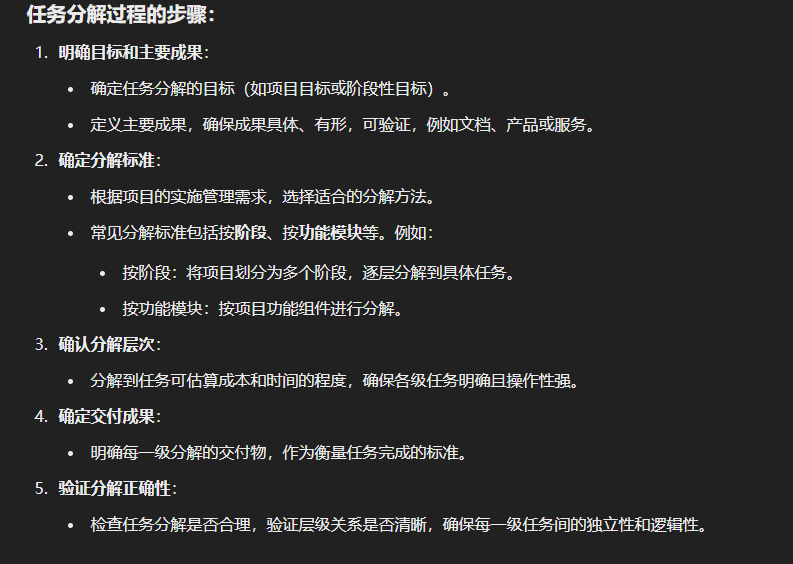 任务分解过程的步骤：
1. 明确目标和主要成果：
• 确定任务分解的目标（如项目目标或阶段性目标）。
• 定义主要成果，确保成果具体、有形，可验证，例如文档、产品或服务。
2. 确定分解标准：
• 根据项目的实施管理需求，选择适合的分解方法。
• 常见分解标准包括按阶段、按功能模块等。例如：
• 按阶段：将项目划分为多个阶段，逐层分解到具体任务。
• 按功能模块：按项目功能组件进行分解。
3. 确认分解层次：
• 分解到任务可估算成本和时间的程度，确保各级任务明确且操作性强。
4. 确定交付成果：
• 明确每一级分解的交付物，作为衡量任务完成的标准。
5. 验证分解正确性：
• 检查任务分解是否合理，验证层级关系是否清晰，确保每一级任务间的独立性和逻辑性。